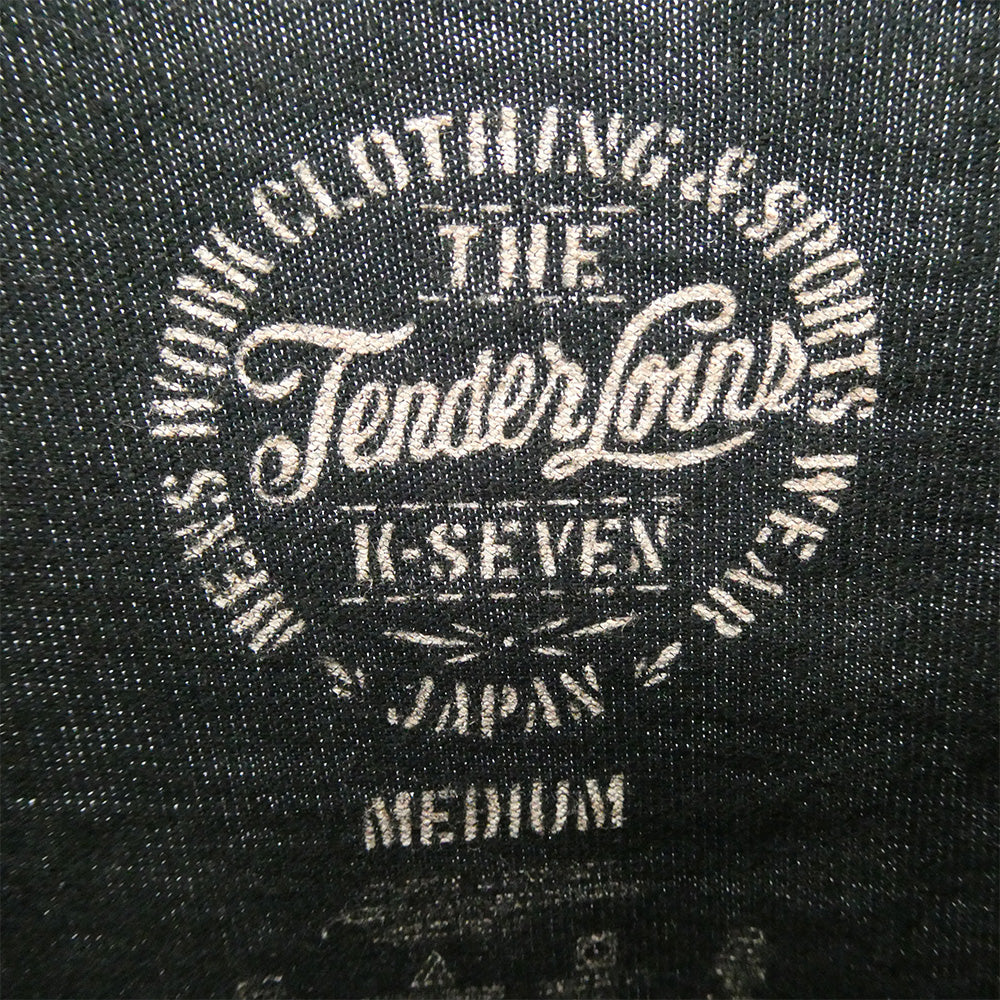 MEN'S WORK CLOTHING & SPORTS WEAR
THE
TenderLoins
K-SEVEN
JAPAN
MEDIUM